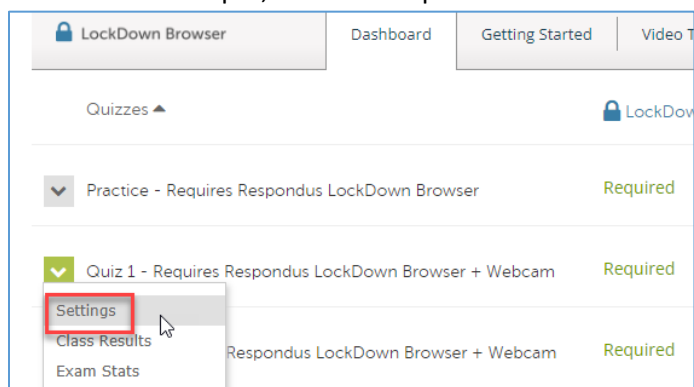 LockDown Browser Dashboard Getting Started Video T
Quizzes LockDow
Practice - Requires Respondus LockDown Browser Required
Quiz 1 - Requires Respondus LockDown Browser + Webcam Required
Settings
Class Results Respondus LockDown Browser + Webcam Required
Exam Stats